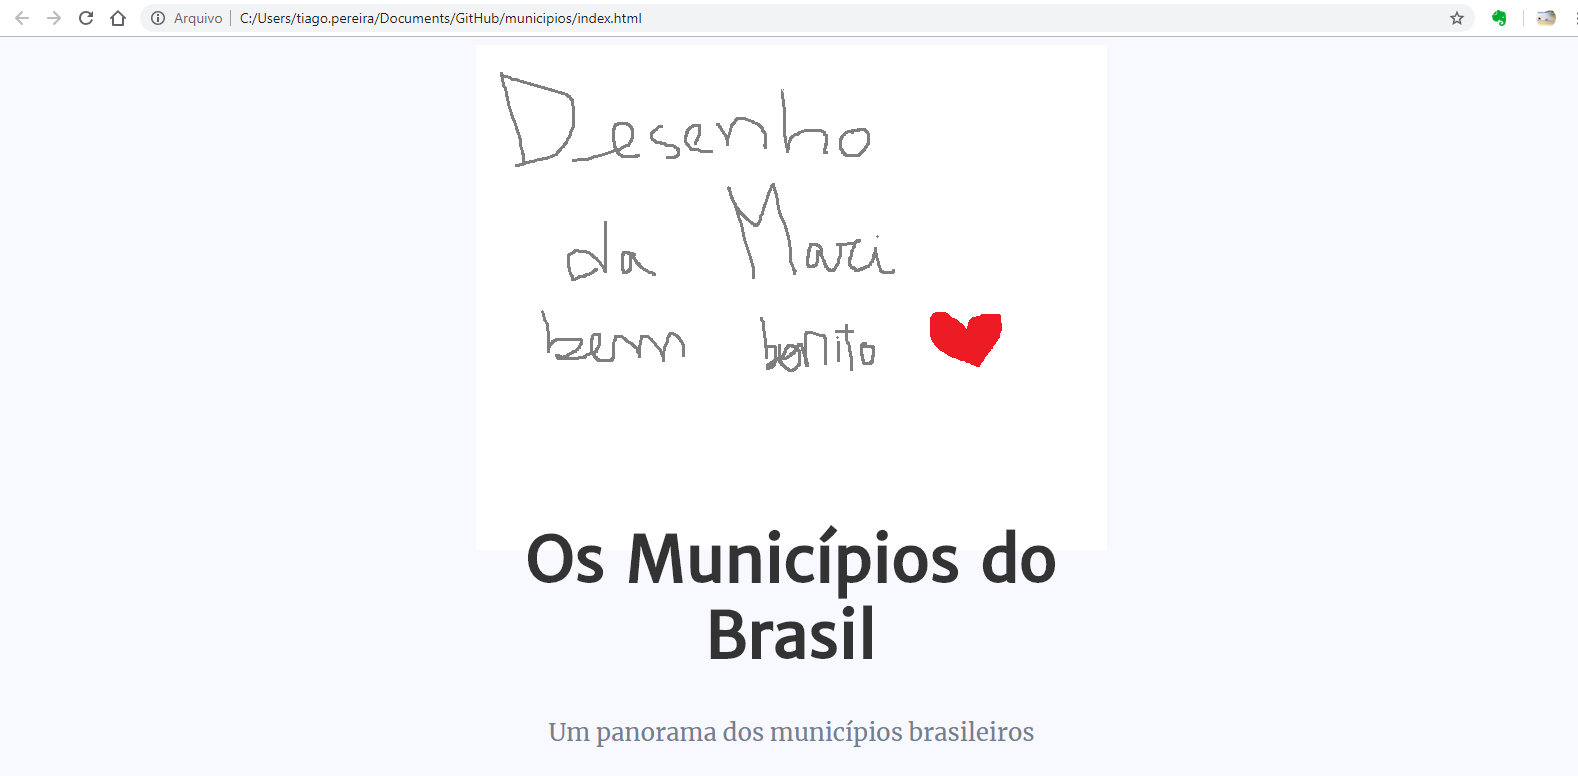 Arquivo C:/Users/tiago.pereira/Documents/GitHub/municipios/index.html
Desenho
da Mari
bem bonito
Os Municípios do
Brasil
Um panorama dos municípios brasileiros